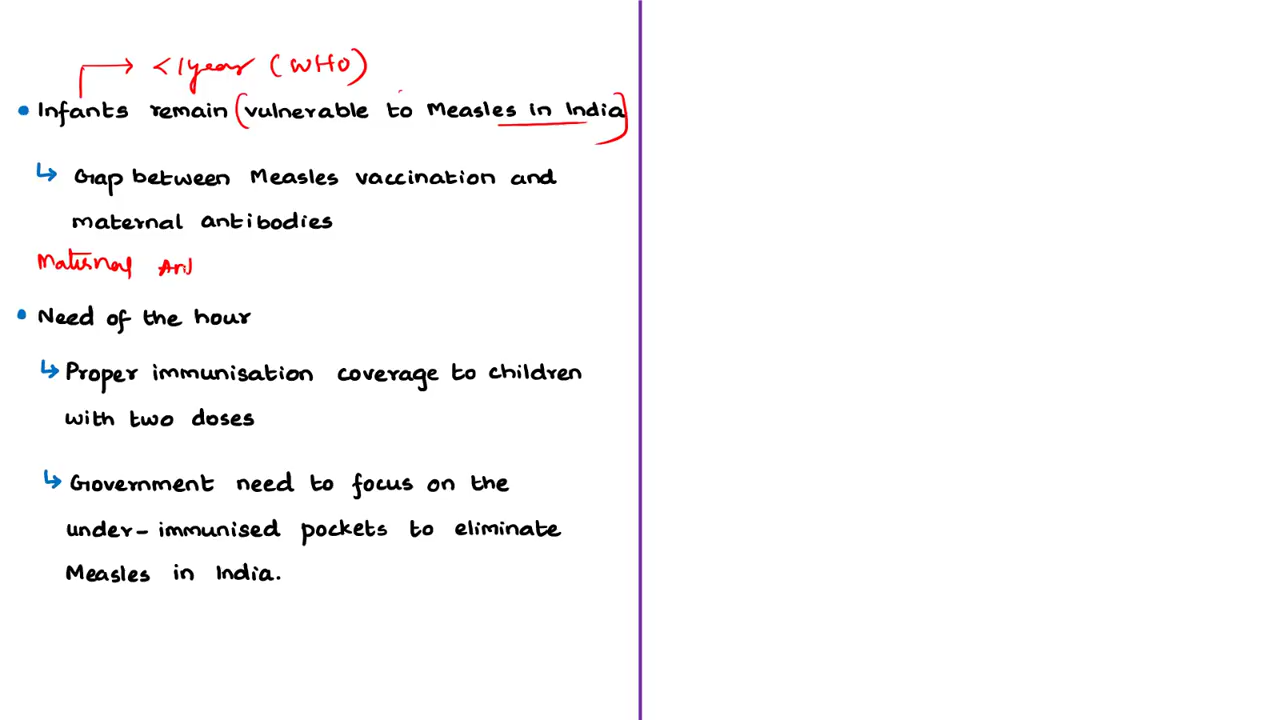 <1year (WHO)
• Infants remain (vulnerable to Measles in India)
↳ Gap between Measles vaccination and
maternal antibodies
Maternal
• Need of the hour
↳ Proper immunisation coverage to children
with two doses
↳ Government need to focus on the
under-immunised pockets to eliminate
Measles in India.